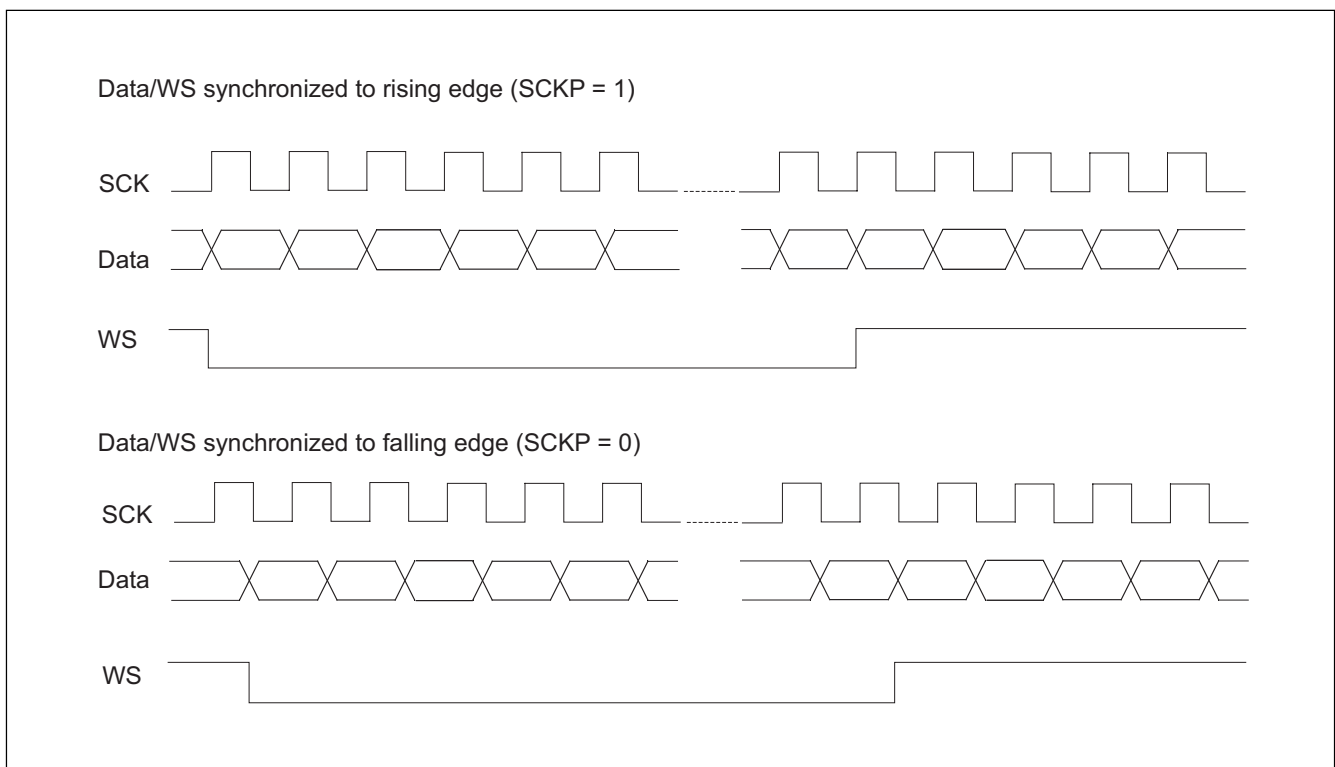 Data/WS synchronized to rising edge (SCKP = 1)
SCK
Data
WS
Data/WS synchronized to falling edge (SCKP = 0)
SCK
Data
WS